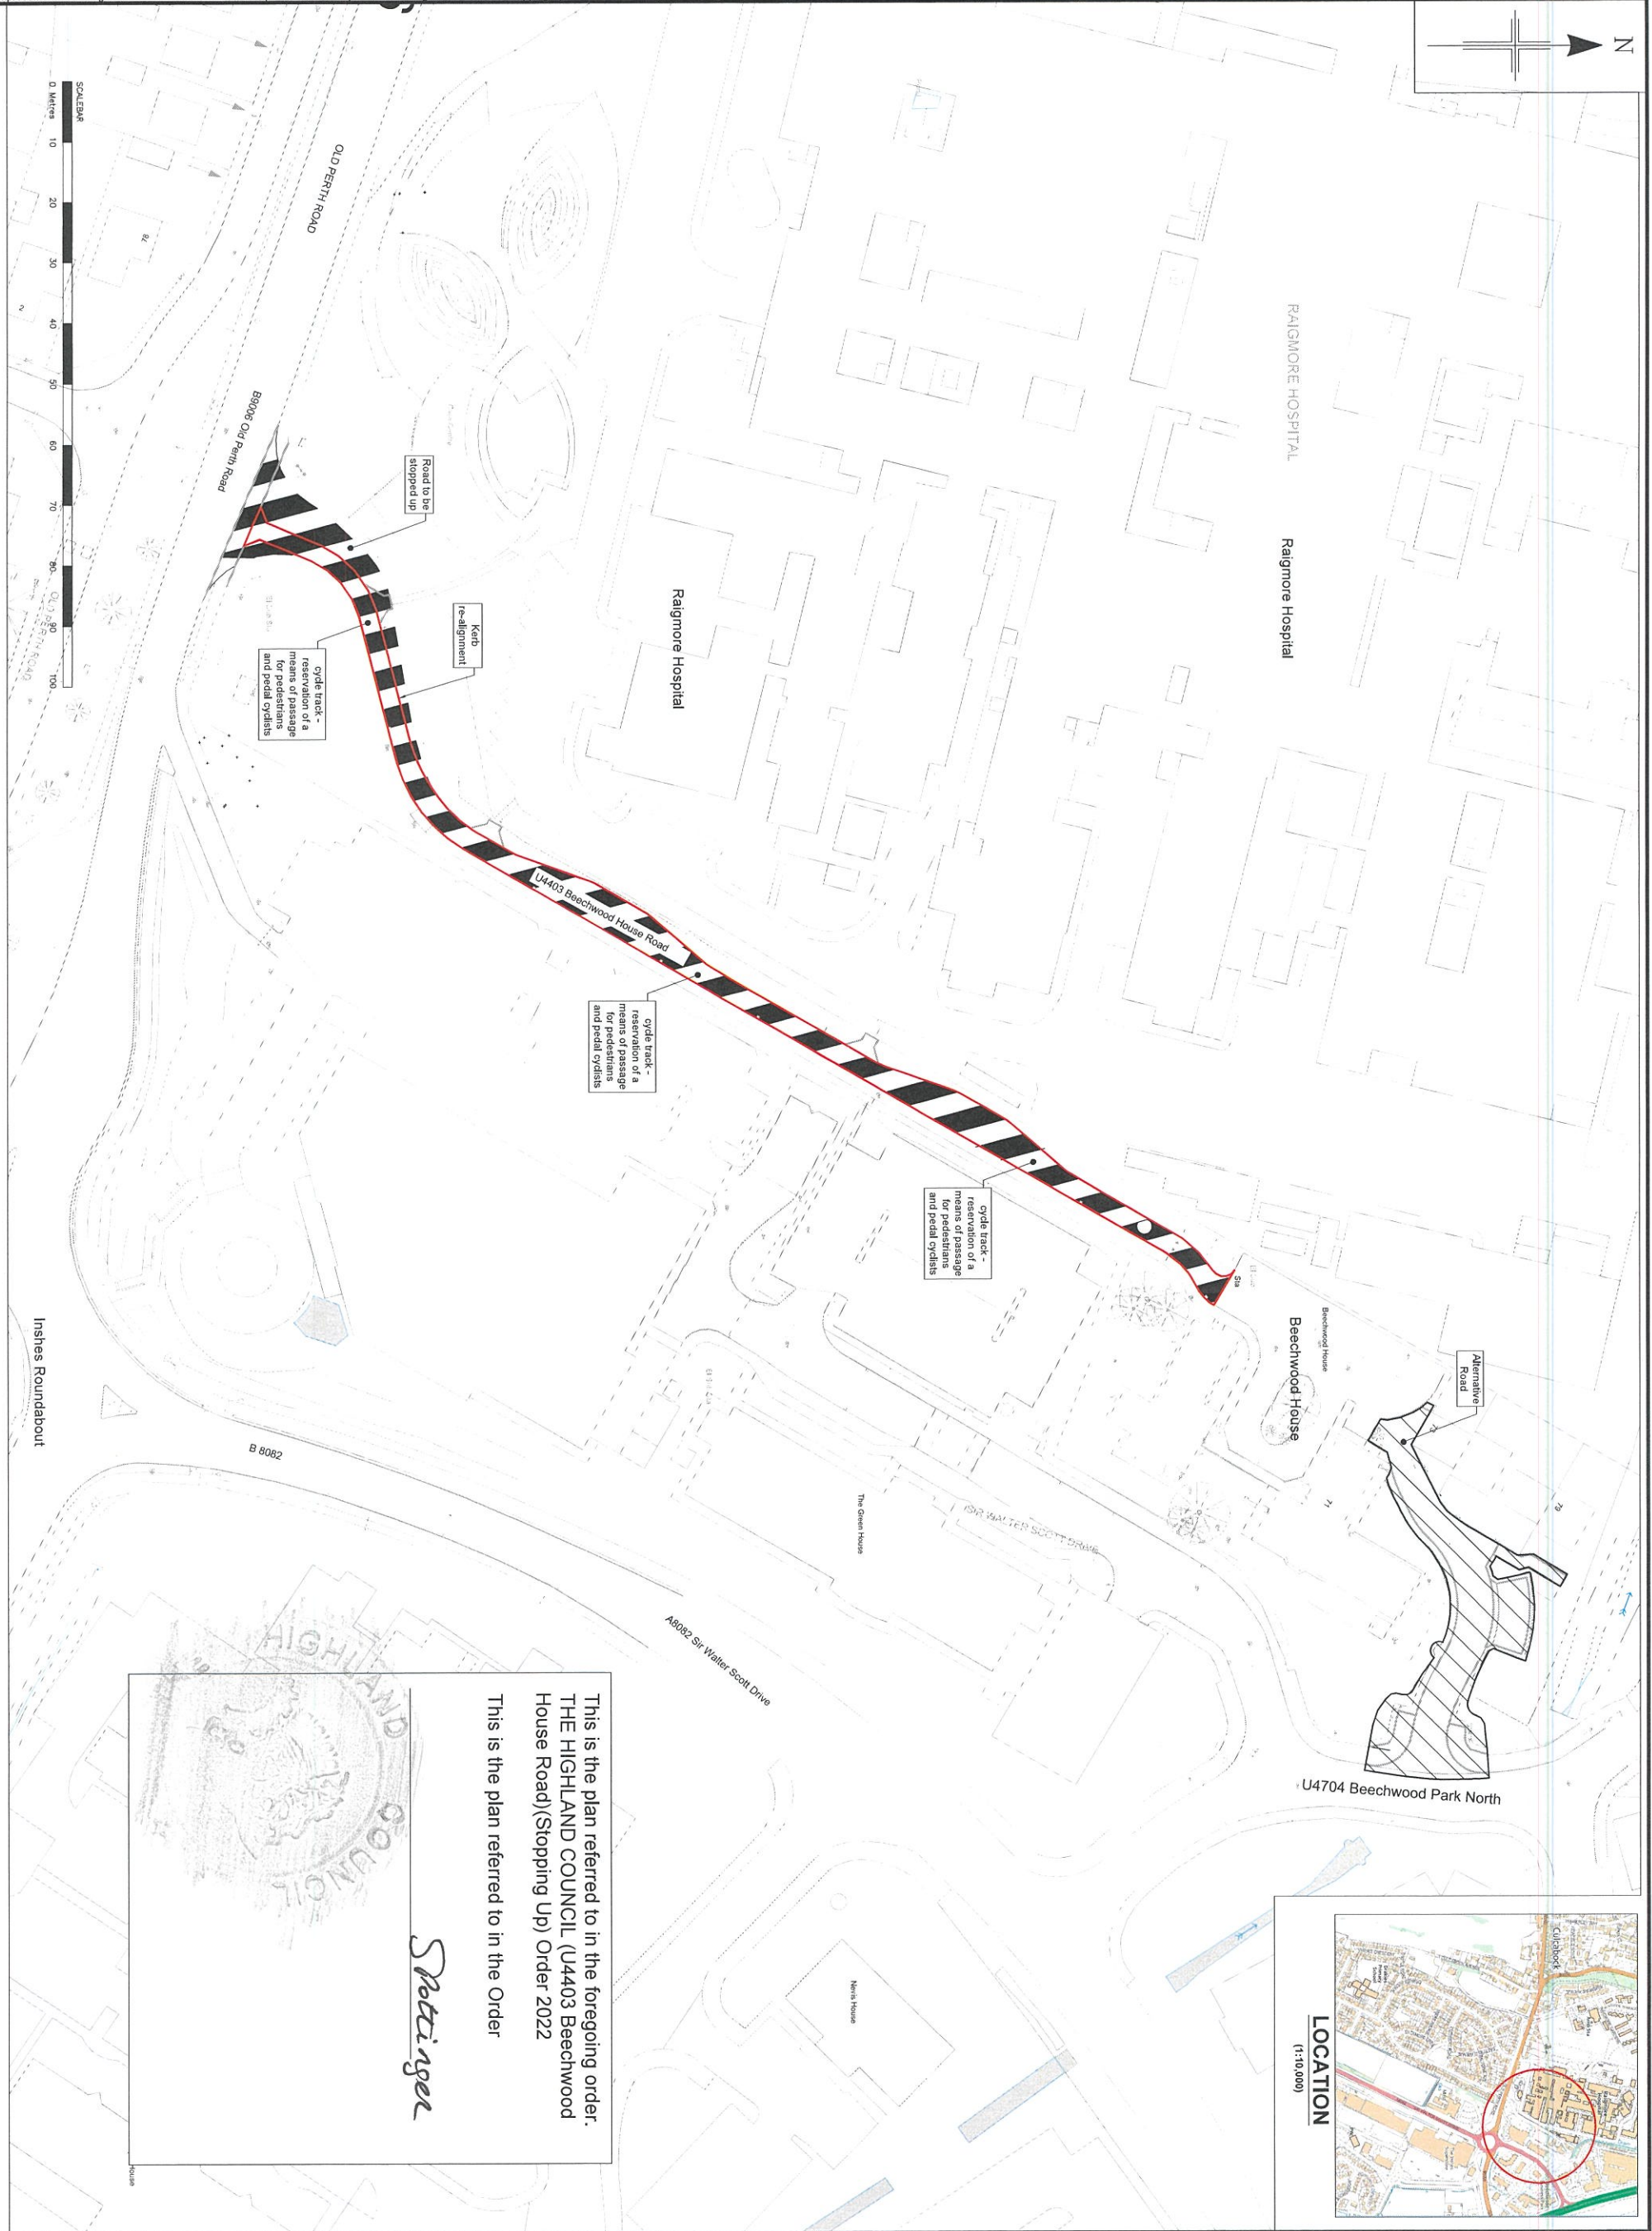 N
SCALEBAR
0 Metres 10 20 30 40 50 60 70 80 90 100
OLD PERTH ROAD
B9006 Old Perth Road
78
2
RAIGMORE HOSPITAL
Raigmore Hospital
Raigmore Hospital
Road to be
stopped up
Kerb
re-alignment
cycle track -
reservation of a
means of passage
for pedestrians
and pedal cyclists
U4403 Beechwood House Road
cycle track -
reservation of a
means of passage
for pedestrians
and pedal cyclists
cycle track -
reservation of a
means of passage
for pedestrians
and pedal cyclists
Sta
Beechwood House
Beechwood House
Alternative
Road
U4704 Beechwood Park North
SIR WALTER SCOTT DRIVE
The Green House
B 8082
A8082 Sir Walter Scott Drive
Inshes Roundabout
Nevis House
House
LOCATION
(1:10,000)
Culcabock
This is the plan referred to in the foregoing order.
THE HIGHLAND COUNCIL (U4403 Beechwood
House Road)(Stopping Up) Order 2022
This is the plan referred to in the Order
SPottinger
HIGHLAND COUNCIL